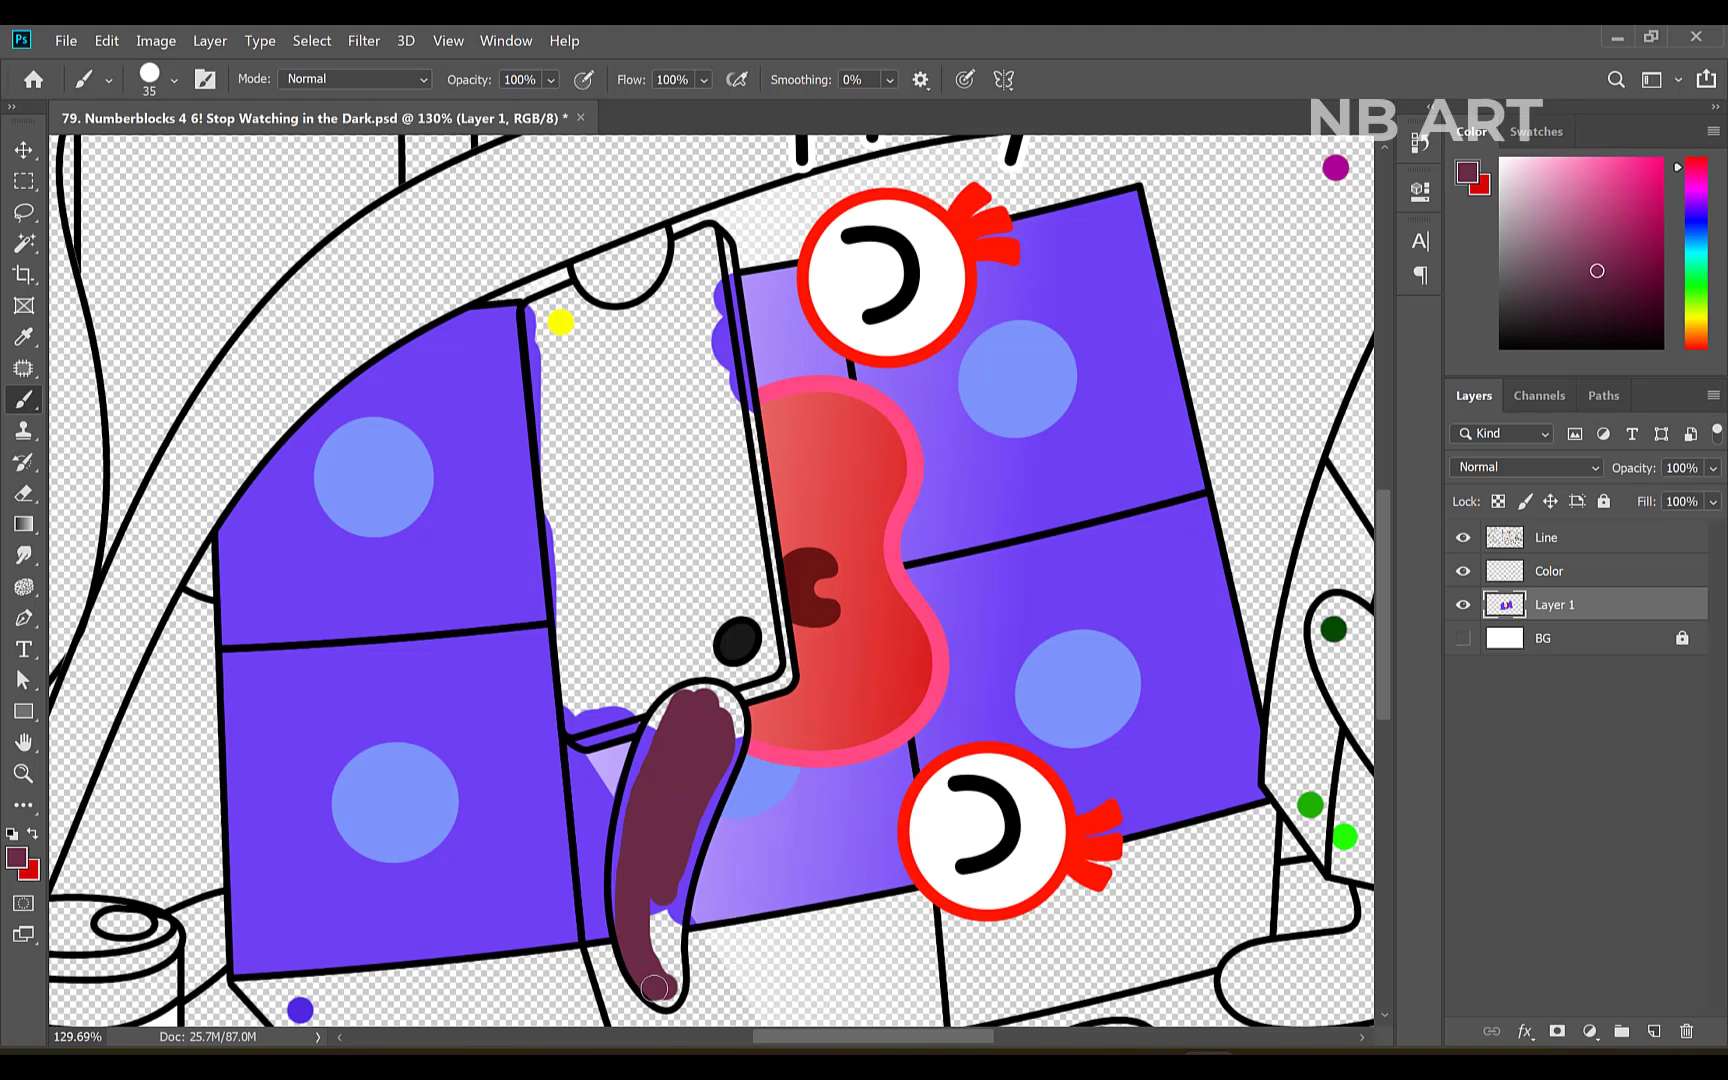 Ps File Edit Image Layer Type Select Filter 3D View Window Help
35 Mode: Normal Opacity: 100% Flow: 100% Smoothing: 0%
79. Numberblocks 4 6! Stop Watching in the Dark.psd @ 130% (Layer 1, RGB/8) * ×
NB ART
Color Swatches
Layers Channels Paths
Kind
Normal Opacity: 100%
Lock: Fill: 100%
Line
Color
Layer 1
BG
fx
129.69% Doc: 25.7M/87.0M